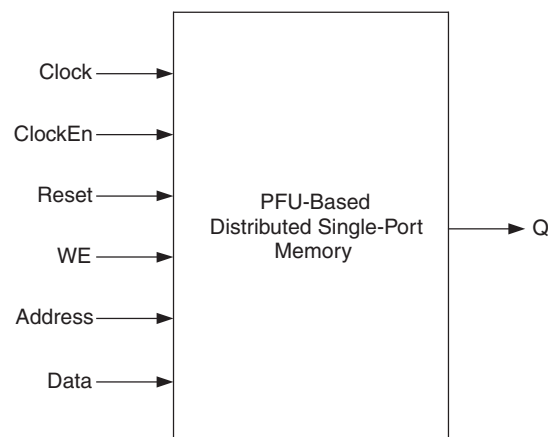 Clock
ClockEn
Reset
WE
Address
Data
PFU-Based
Distributed Single-Port
Memory
Q